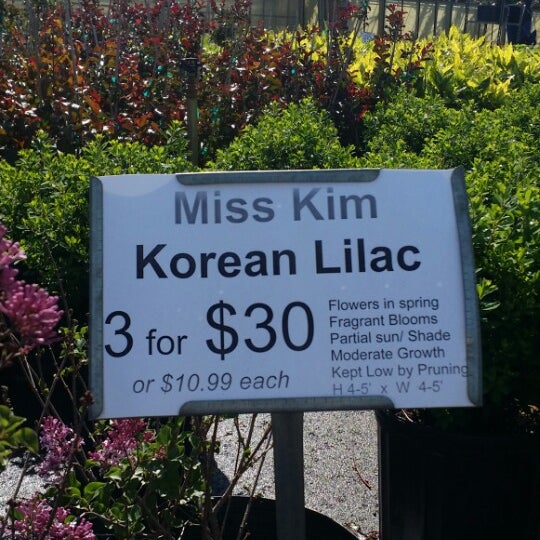 Miss Kim
Korean Lilac
3 for $30
or $10.99 each
Flowers in spring
Fragrant Blooms
Partial sun/ Shade
Moderate Growth
Kept Low by Pruning
H 4-5' x W 4-5'